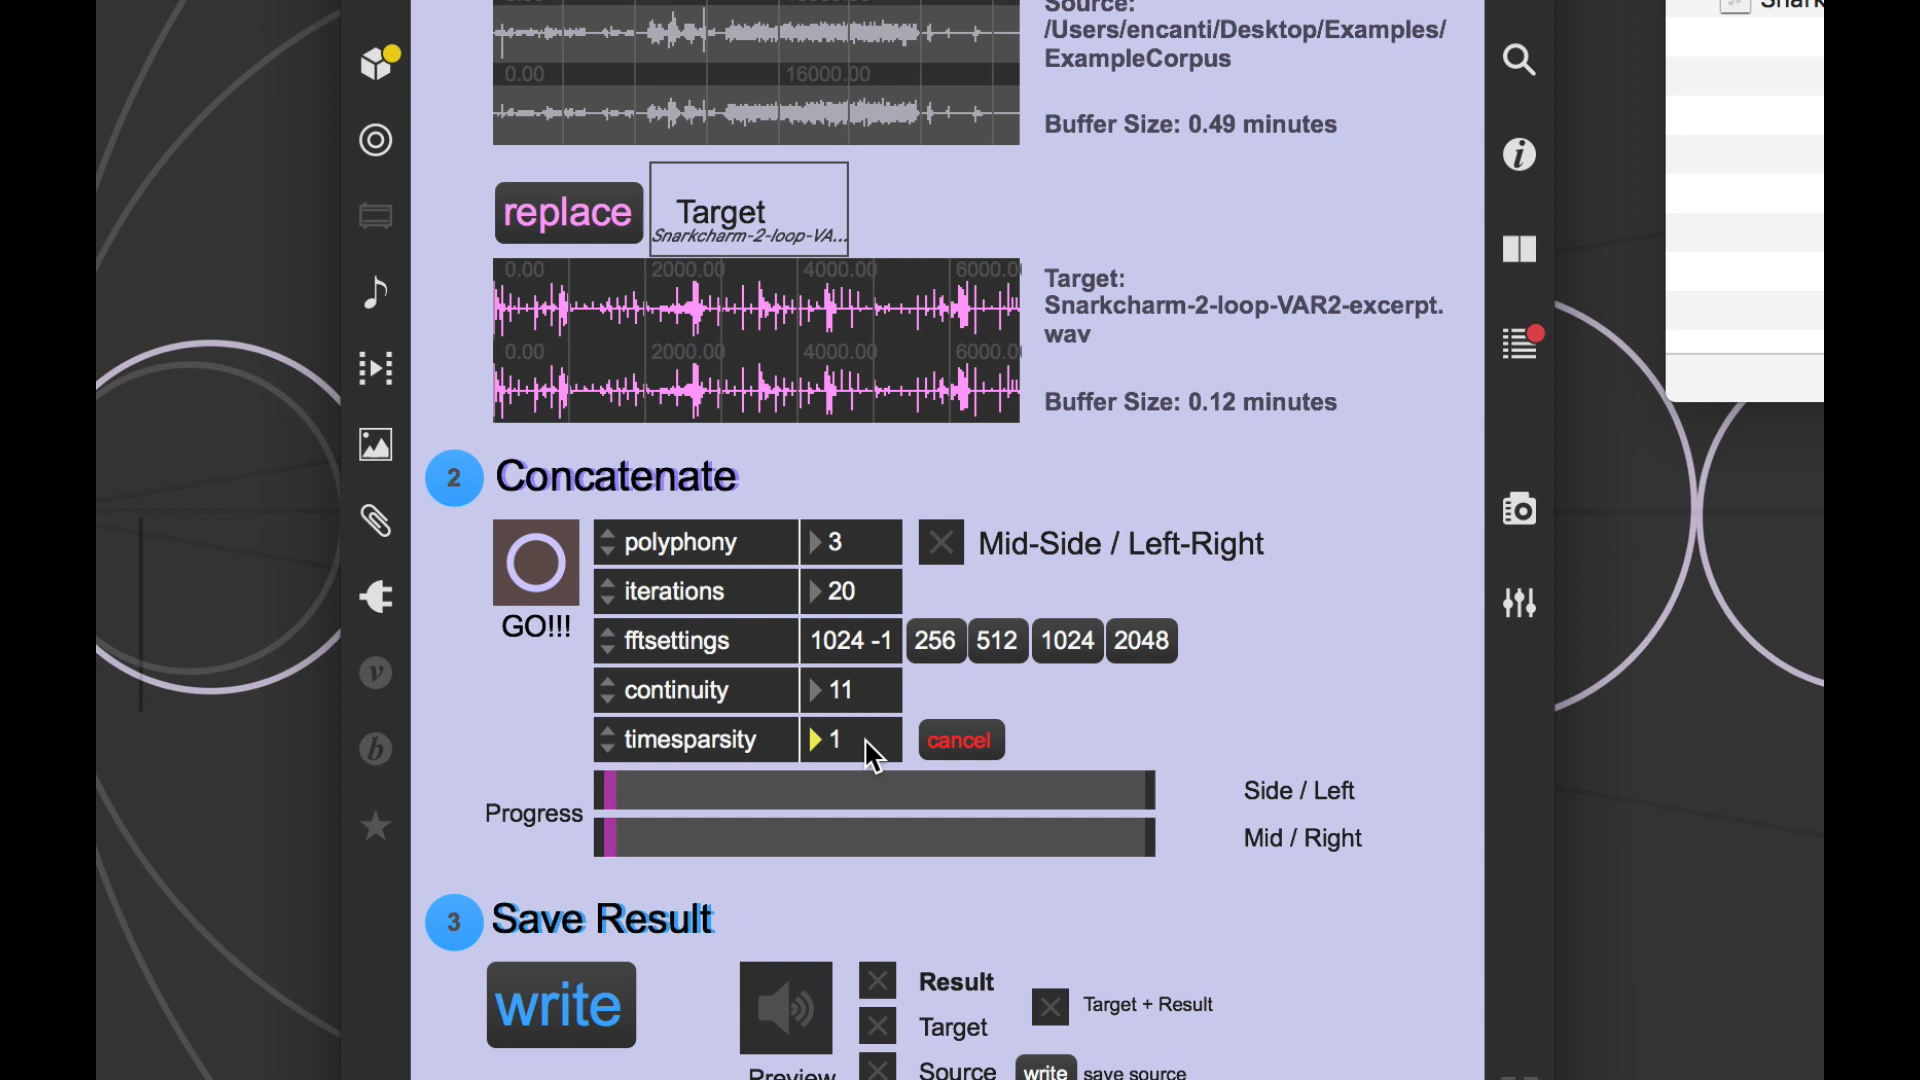 Source:
/Users/encanti/Desktop/Examples/
ExampleCorpus
0.00 16000.00
Buffer Size: 0.49 minutes
replace
Target
Snarkcharm-2-loop-VA...
0.00 2000.00 4000.00 6000.0
Target:
Snarkcharm-2-loop-VAR2-excerpt.
wav
0.00 2000.00 4000.00 6000.0
Buffer Size: 0.12 minutes
2 Concatenate
polyphony 3 Mid-Side / Left-Right
iterations 20
GO!!!
fftsettings 1024 -1 256 512 1024 2048
continuity 11
timesparsity 1 cancel
Side / Left
Progress
Mid / Right
3 Save Result
write
Result
Target + Result
Target
Source write save source
Preview